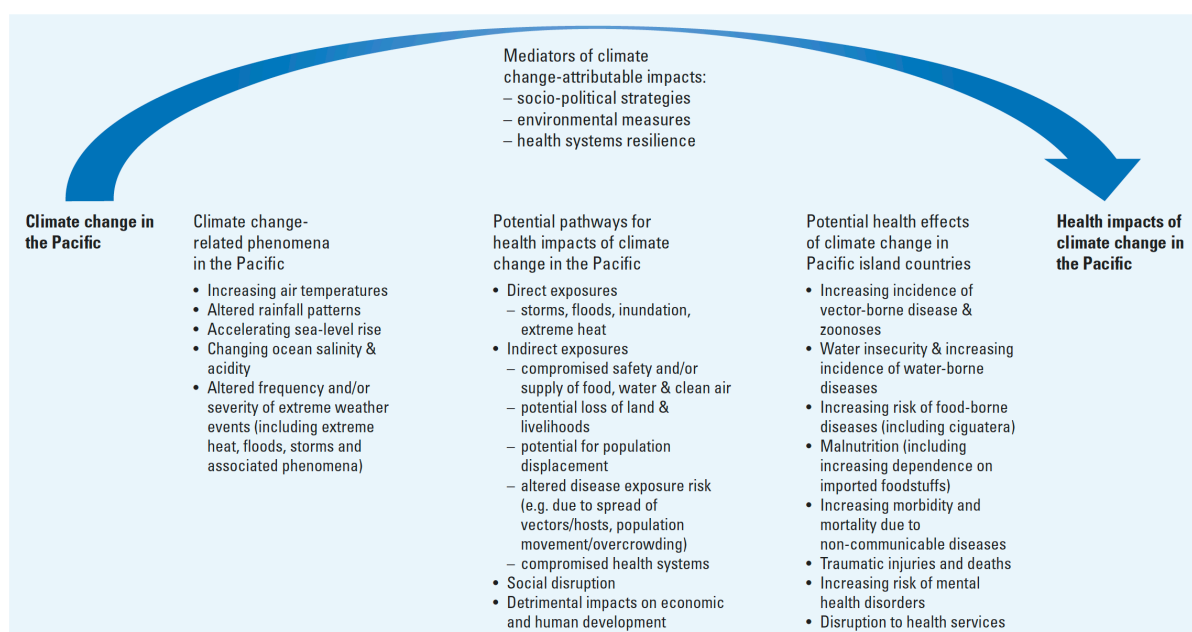 Mediators of climate
change-attributable impacts:
– socio-political strategies
– environmental measures
– health systems resilience
Climate change in
the Pacific
Climate change-
related phenomena
in the Pacific
• Increasing air temperatures
• Altered rainfall patterns
• Accelerating sea-level rise
• Changing ocean salinity &
acidity
• Altered frequency and/or
severity of extreme weather
events (including extreme
heat, floods, storms and
associated phenomena)
Potential pathways for
health impacts of climate
change in the Pacific
• Direct exposures
– storms, floods, inundation,
extreme heat
• Indirect exposures
– compromised safety and/or
supply of food, water & clean air
– potential loss of land &
livelihoods
– potential for population
displacement
– altered disease exposure risk
(e.g. due to spread of
vectors/hosts, population
movement/overcrowding)
– compromised health systems
• Social disruption
• Detrimental impacts on economic
and human development
Potential health effects
of climate change in
Pacific island countries
• Increasing incidence of
vector-borne disease &
zoonoses
• Water insecurity & increasing
incidence of water-borne
diseases
• Increasing risk of food-borne
diseases (including ciguatera)
• Malnutrition (including
increasing dependence on
imported foodstuffs)
• Increasing morbidity and
mortality due to
non-communicable diseases
• Traumatic injuries and deaths
• Increasing risk of mental
health disorders
• Disruption to health services
Health impacts of
climate change in
the Pacific